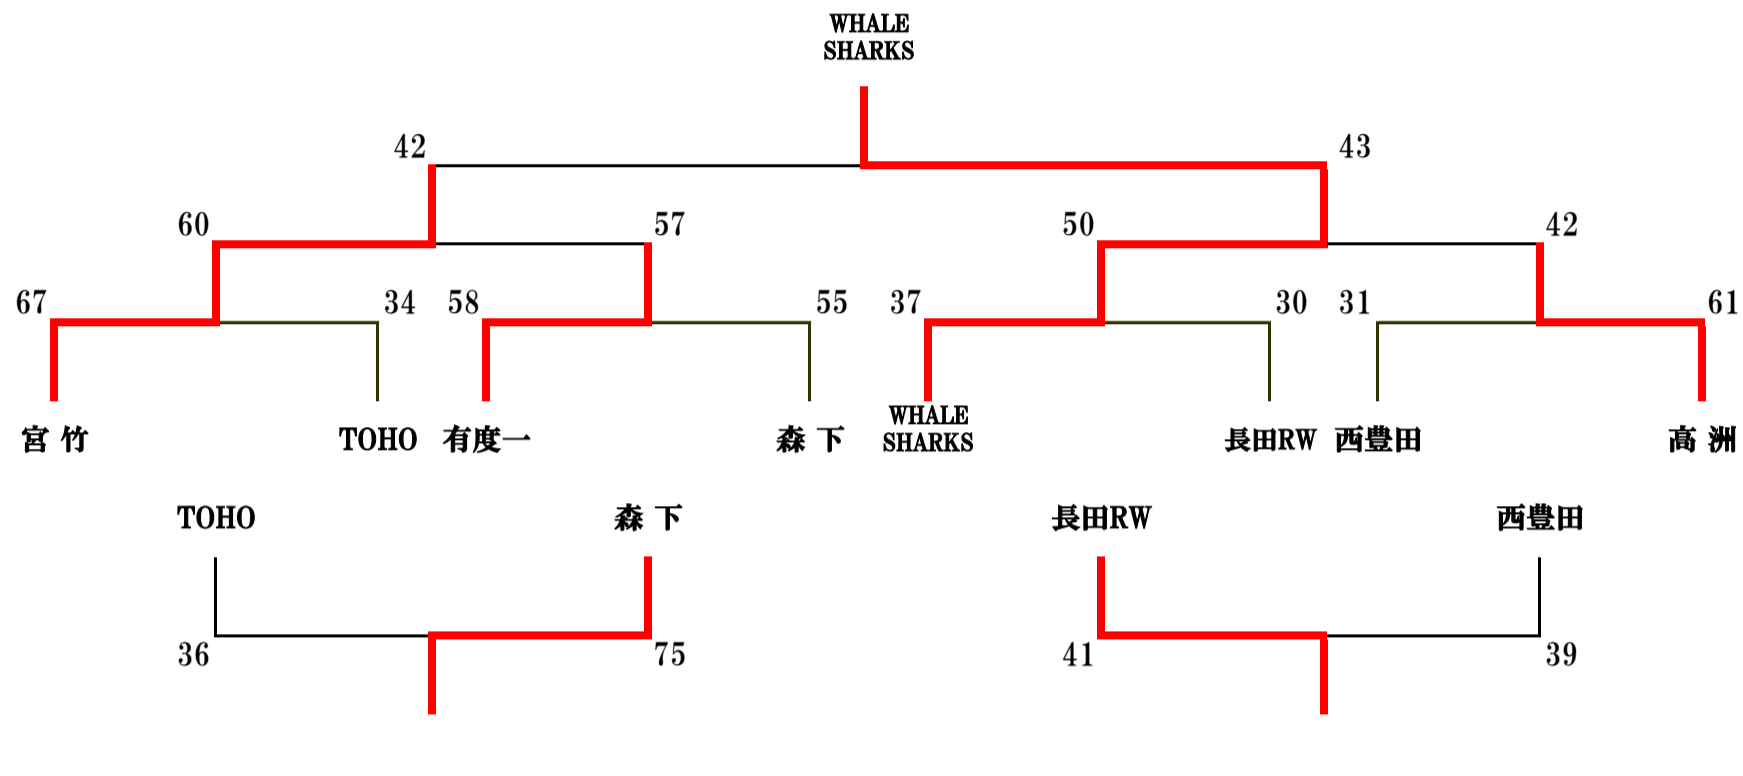 WHALE
SHARKS
42 43
60 57 50 42
67 34 58 55 37 30 31 61
宮 竹 TOHO 有度一 森 下 WHALE
SHARKS 長田RW 西豊田 高 洲
TOHO 森 下 長田RW 西豊田
36 75 41 39